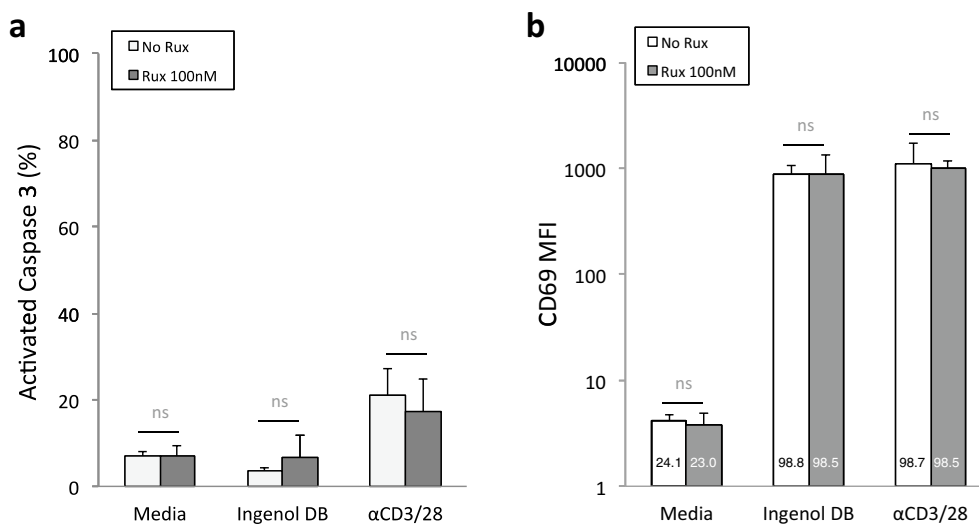 a
No Rux
Rux 100nM
Activated Caspase 3 (%)
100
80
60
40
20
0
ns
ns
ns
Media
Ingenol DB
αCD3/28
b
No Rux
Rux 100nM
CD69 MFI
10000
1000
100
10
1
ns
ns
ns
24.1
23.0
98.8
98.5
98.7
98.5
Media
Ingenol DB
αCD3/28